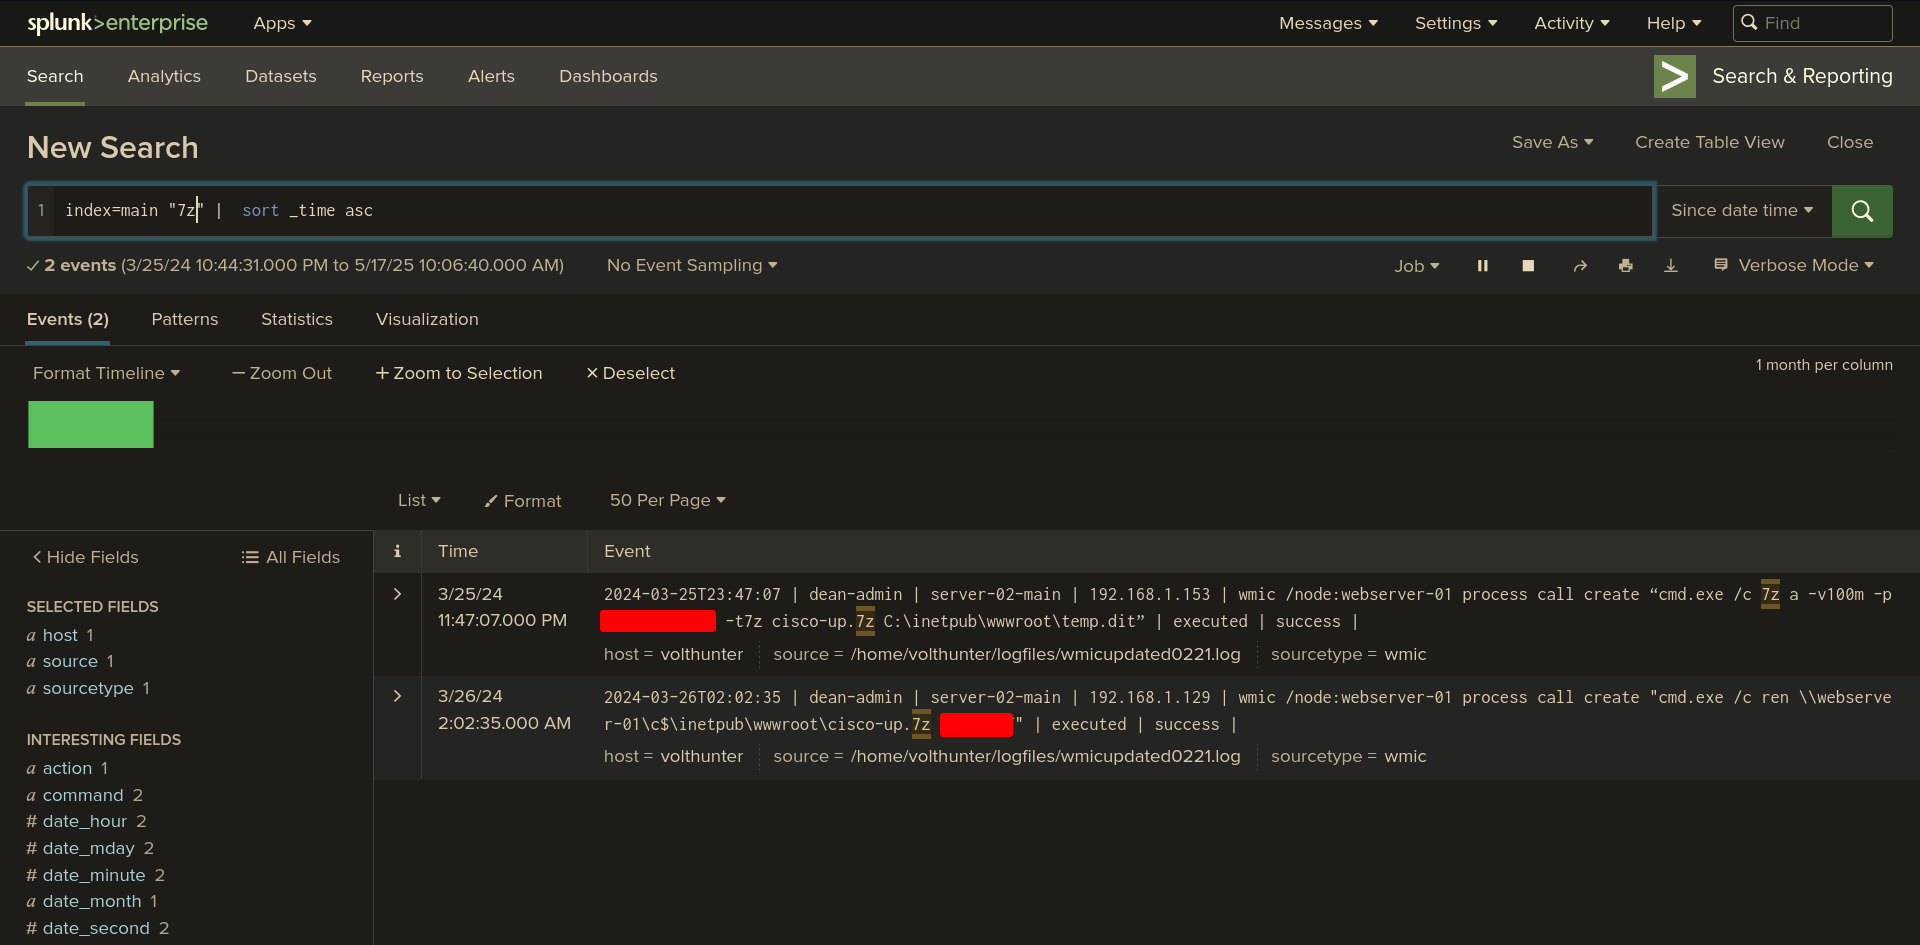 splunk>enterprise Apps Messages Settings Activity Help Find
Search Analytics Datasets Reports Alerts Dashboards > Search & Reporting
New Search Save As Create Table View Close
1 index=main "7z" | sort _time asc Since date time
✓ 2 events (3/25/24 10:44:31.000 PM to 5/17/25 10:06:40.000 AM) No Event Sampling Job Verbose Mode
Events (2) Patterns Statistics Visualization
Format Timeline — Zoom Out + Zoom to Selection × Deselect 1 month per column
List Format 50 Per Page
< Hide Fields All Fields
SELECTED FIELDS
a host 1
a source 1
a sourcetype 1
INTERESTING FIELDS
a action 1
a command 2
# date_hour 2
# date_mday 2
# date_minute 2
a date_month 1
# date_second 2
i Time Event
> 3/25/24 2024-03-25T23:47:07 | dean-admin | server-02-main | 192.168.1.153 | wmic /node:webserver-01 process call create “cmd.exe /c 7z a -v100m -p
11:47:07.000 PM -t7z cisco-up.7z C:\inetpub\wwwroot\temp.dit” | executed | success |
host = volthunter source = /home/volthunter/logfiles/wmicupdated0221.log sourcetype = wmic
> 3/26/24 2024-03-26T02:02:35 | dean-admin | server-02-main | 192.168.1.129 | wmic /node:webserver-01 process call create "cmd.exe /c ren \\webserve
2:02:35.000 AM r-01\c$\inetpub\wwwroot\cisco-up.7z " | executed | success |
host = volthunter source = /home/volthunter/logfiles/wmicupdated0221.log sourcetype = wmic